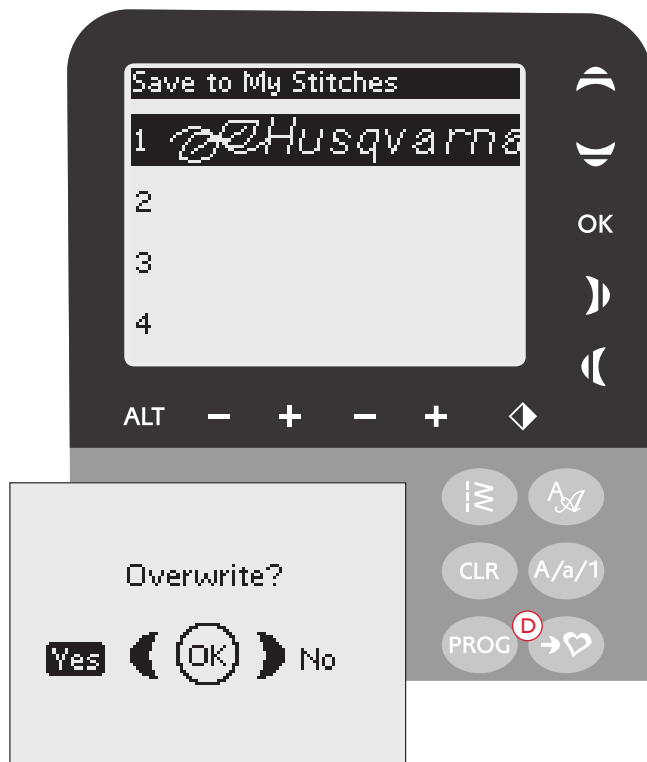 Save to My Stitches
1 Husqvarna
2
3
4
OK
ALT - + - +
A A
CLR A/a/1
D
PROG
Overwrite?
Yes OK No